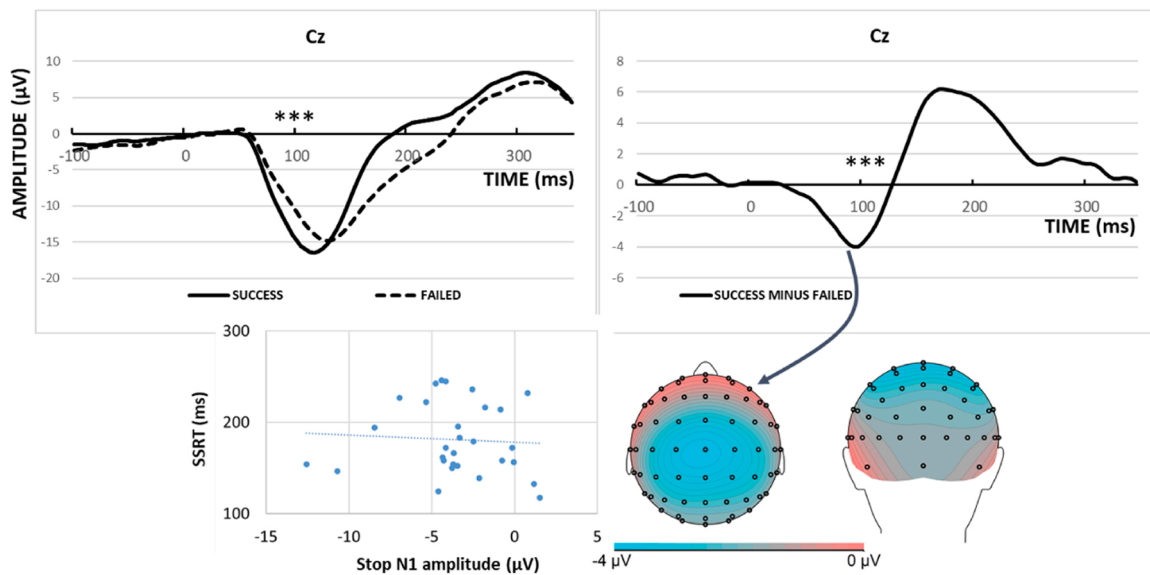 Cz
AMPLITUDE (µV)
10
5
0
-5
-10
-15
-20
-100
0
100
200
300
***
TIME (ms)
SUCCESS
FAILED
Cz
8
6
4
2
0
-2
-4
-6
-100
0
100
200
300
***
TIME (ms)
SUCCESS MINUS FAILED
SSRT (ms)
300
200
100
-15
-10
-5
0
5
Stop N1 amplitude (µV)
-4 µV
0 µV